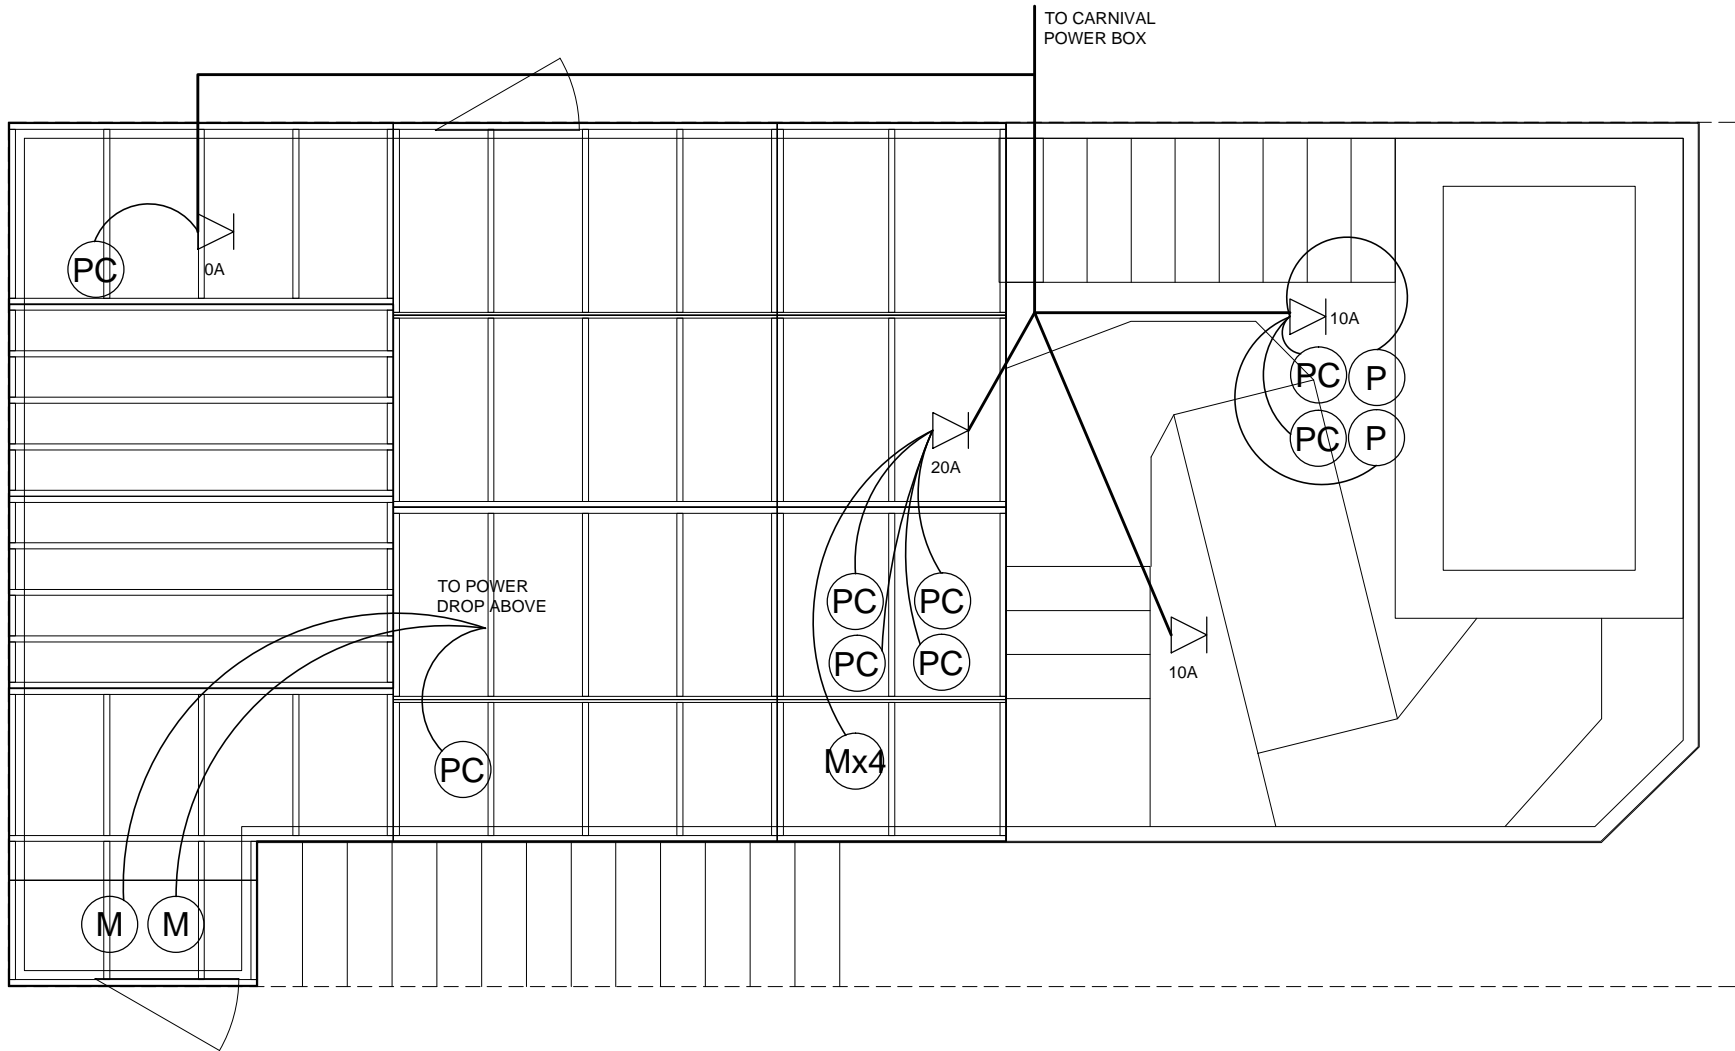 TO CARNIVAL
POWER BOX
PC
0A
10A
PC
P
PC
P
20A
TO POWER
DROP ABOVE
PC
PC
PC
PC
10A
PC
Mx4
M
M